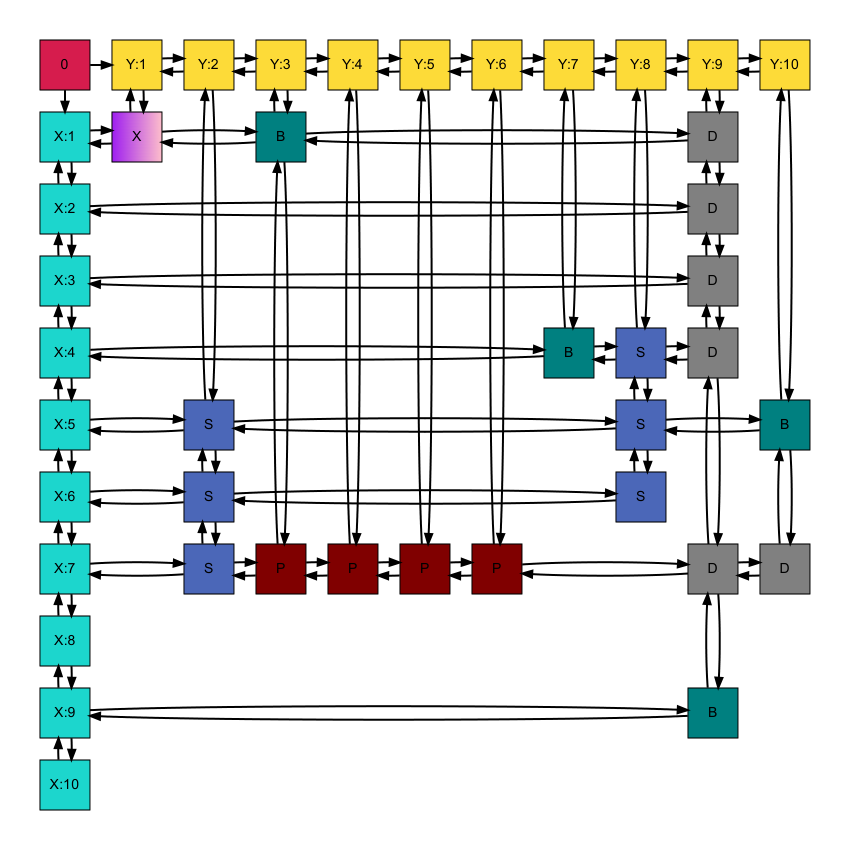 0 Y:1 Y:2 Y:3 Y:4 Y:5 Y:6 Y:7 Y:8 Y:9 Y:10
X:1 X B D
X:2 D
X:3 D
X:4 B S D
X:5 S S B
X:6 S S
X:7 S P P P P D D
X:8
X:9 B
X:10